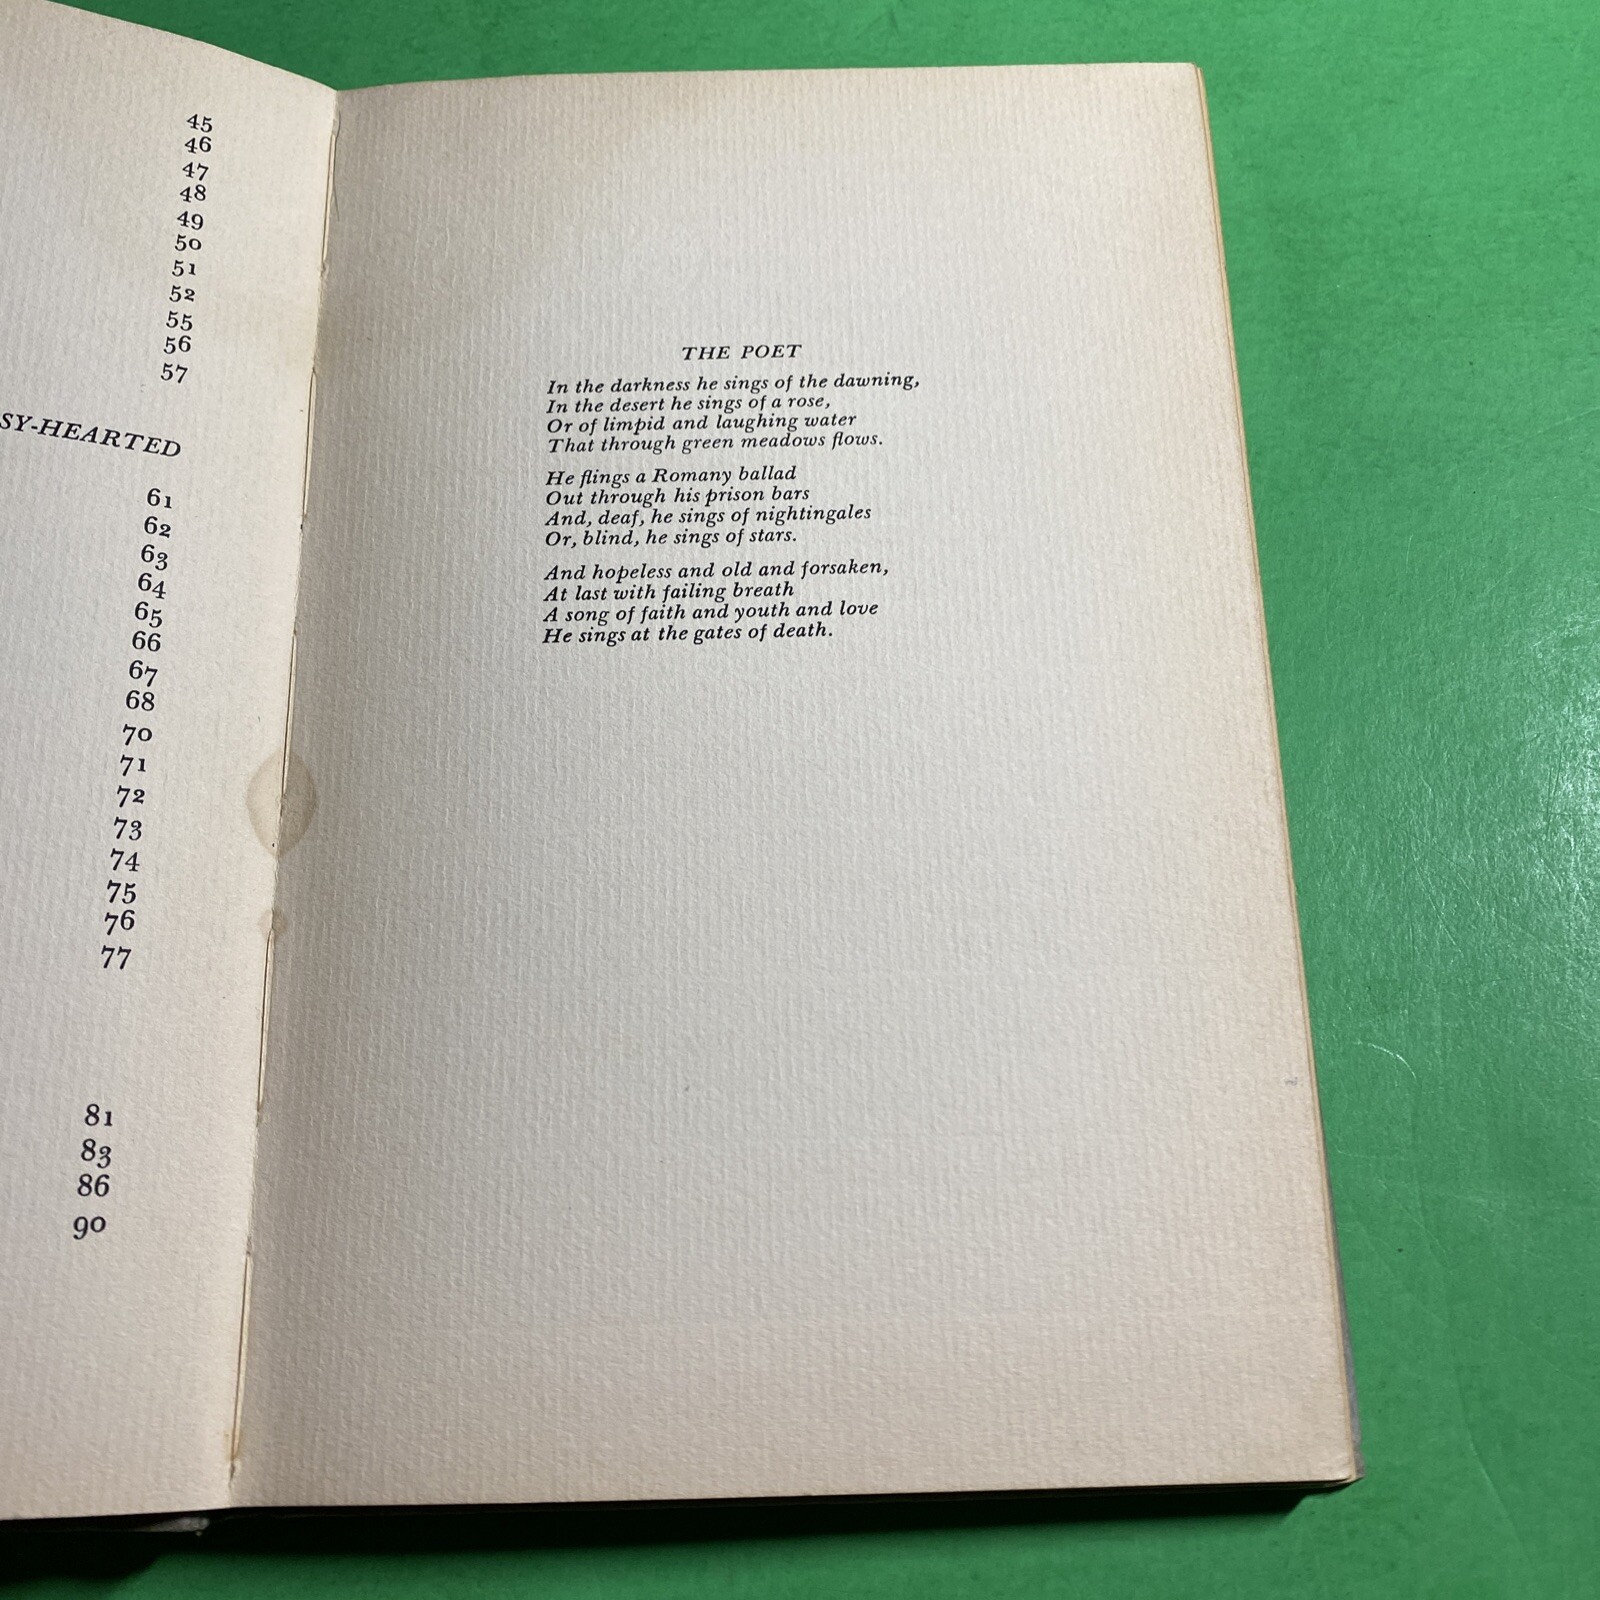 45
46
47
48
49
50
51
52
55
56
57
SY-HEARTED
61
62
63
64
65
66
67
68
70
71
72
73
74
75
76
77
81
83
86
90
THE POET
In the darkness he sings of the dawning,
In the desert he sings of a rose,
Or of limpid and laughing water
That through green meadows flows.
He flings a Romany ballad
Out through his prison bars
And, deaf, he sings of nightingales
Or, blind, he sings of stars.
And hopeless and old and forsaken,
At last with failing breath
A song of faith and youth and love
He sings at the gates of death.